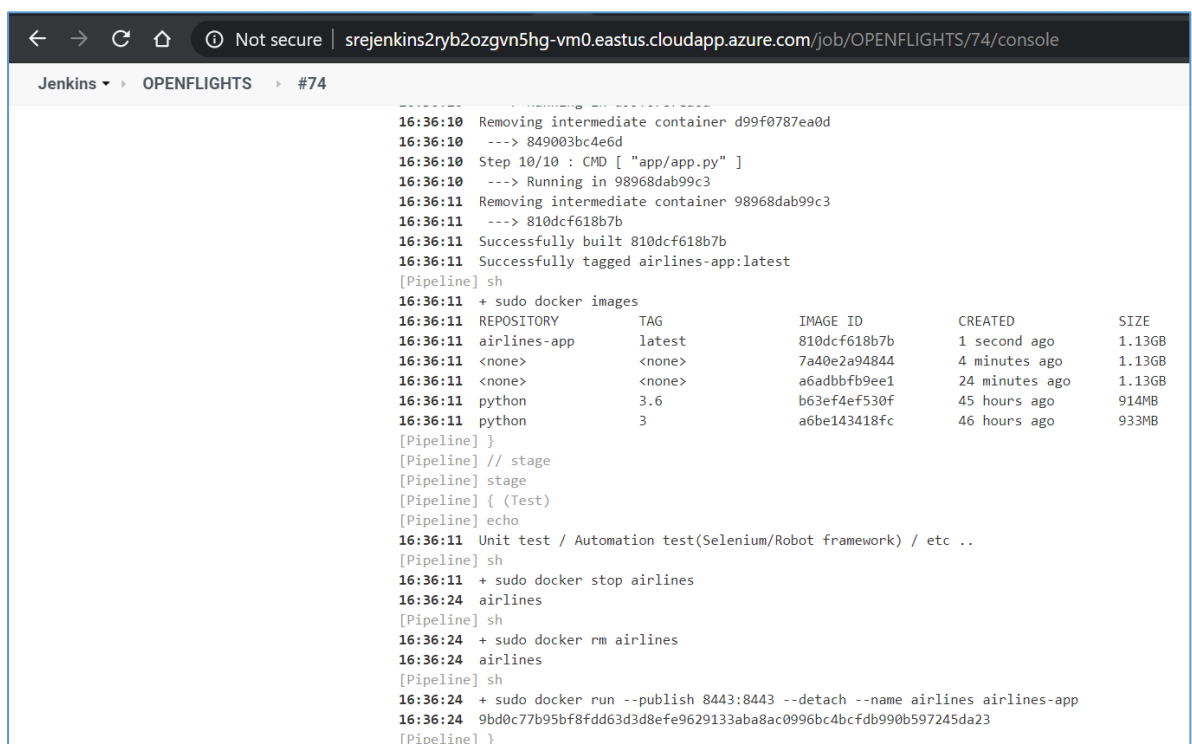 Not secure | srejenkins2ryb2ozgvn5hg-vm0.eastus.cloudapp.azure.com/job/OPENFLIGHTS/74/console
Jenkins OPENFLIGHTS #74
16:36:10 Removing intermediate container d99f0787ea0d
16:36:10 ---> 849003bc4e6d
16:36:10 Step 10/10 : CMD [ "app/app.py" ]
16:36:10 ---> Running in 98968dab99c3
16:36:11 Removing intermediate container 98968dab99c3
16:36:11 ---> 810dcf618b7b
16:36:11 Successfully built 810dcf618b7b
16:36:11 Successfully tagged airlines-app:latest
[Pipeline] sh
16:36:11 + sudo docker images
16:36:11 REPOSITORY TAG IMAGE ID CREATED SIZE
16:36:11 airlines-app latest 810dcf618b7b 1 second ago 1.13GB
16:36:11 <none> <none> 7a40e2a94844 4 minutes ago 1.13GB
16:36:11 <none> <none> a6adbbfb9ee1 24 minutes ago 1.13GB
16:36:11 python 3.6 b63ef4ef530f 45 hours ago 914MB
16:36:11 python 3 a6be143418fc 46 hours ago 933MB
[Pipeline] }
[Pipeline] // stage
[Pipeline] stage
[Pipeline] { (Test)
[Pipeline] echo
16:36:11 Unit test / Automation test(Selenium/Robot framework) / etc ..
[Pipeline] sh
16:36:11 + sudo docker stop airlines
16:36:24 airlines
[Pipeline] sh
16:36:24 + sudo docker rm airlines
16:36:24 airlines
[Pipeline] sh
16:36:24 + sudo docker run --publish 8443:8443 --detach --name airlines airlines-app
16:36:24 9bd0c77b95bf8fdd63d3d8efe9629133aba8ac0996bc4bcfdb990b597245da23
[Pipeline] }